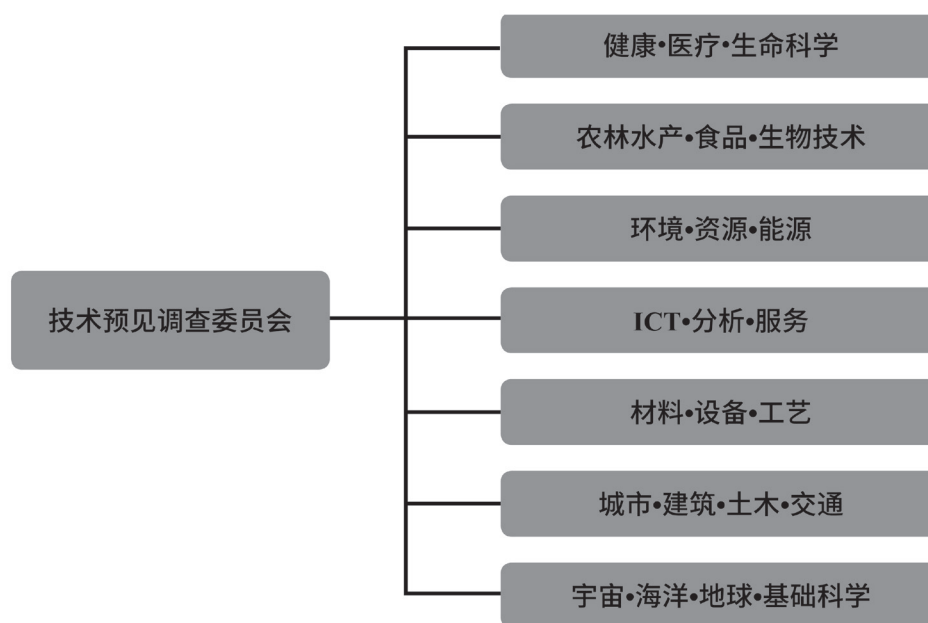 健康•医疗•生命科学
农林水产•食品•生物技术
环境•资源•能源
技术预见调查委员会
ICT•分析•服务
材料•设备•工艺
城市•建筑•土木•交通
宇宙•海洋•地球•基础科学